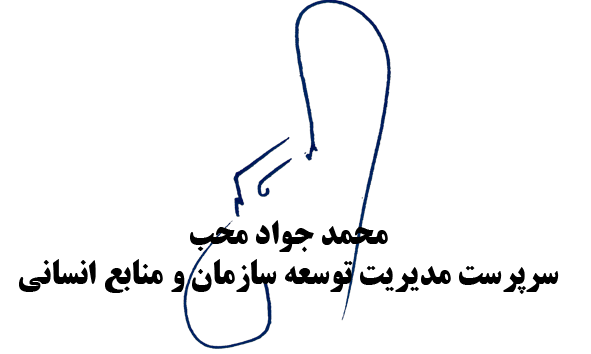 محمد جواد محب
سرپرست مدیریت توسعه سازمان و منابع انسانی